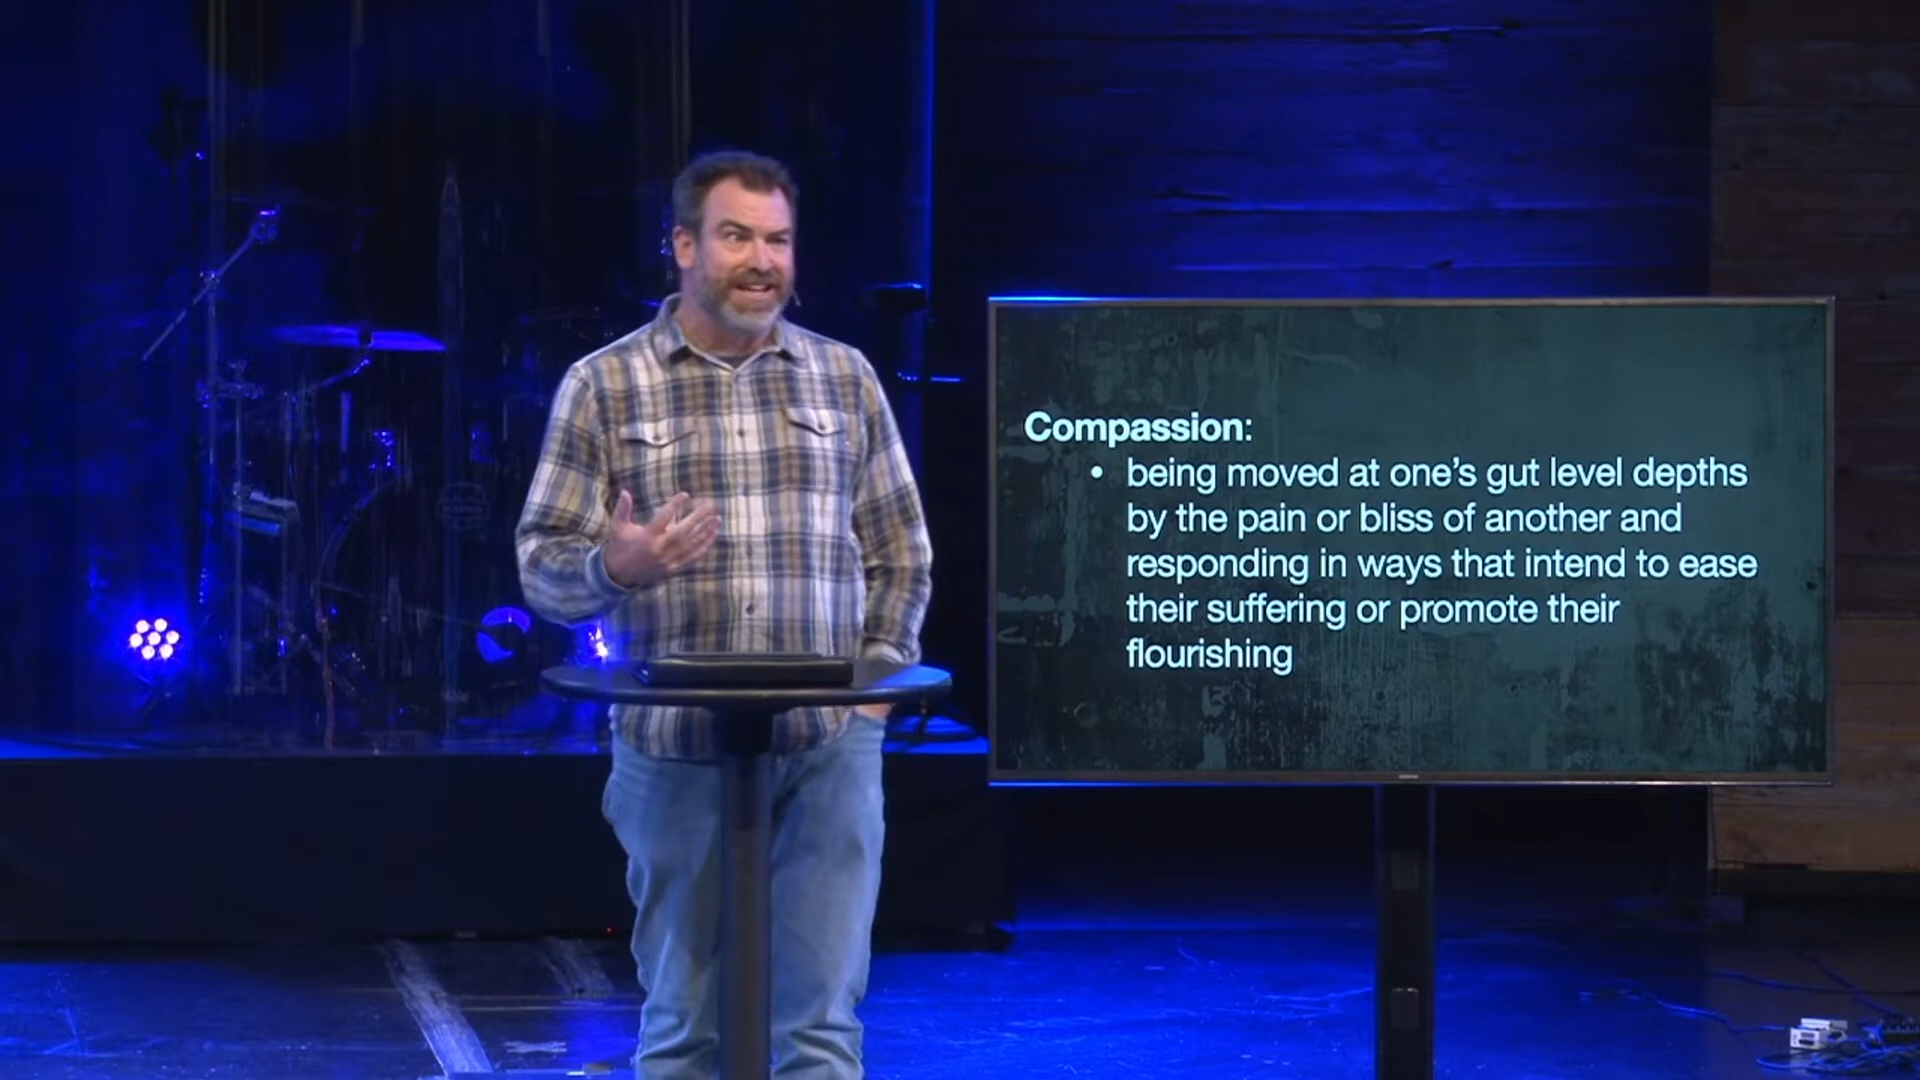 Compassion:
• being moved at one's gut level depths
by the pain or bliss of another and
responding in ways that intend to ease
their suffering or promote their
flourishing